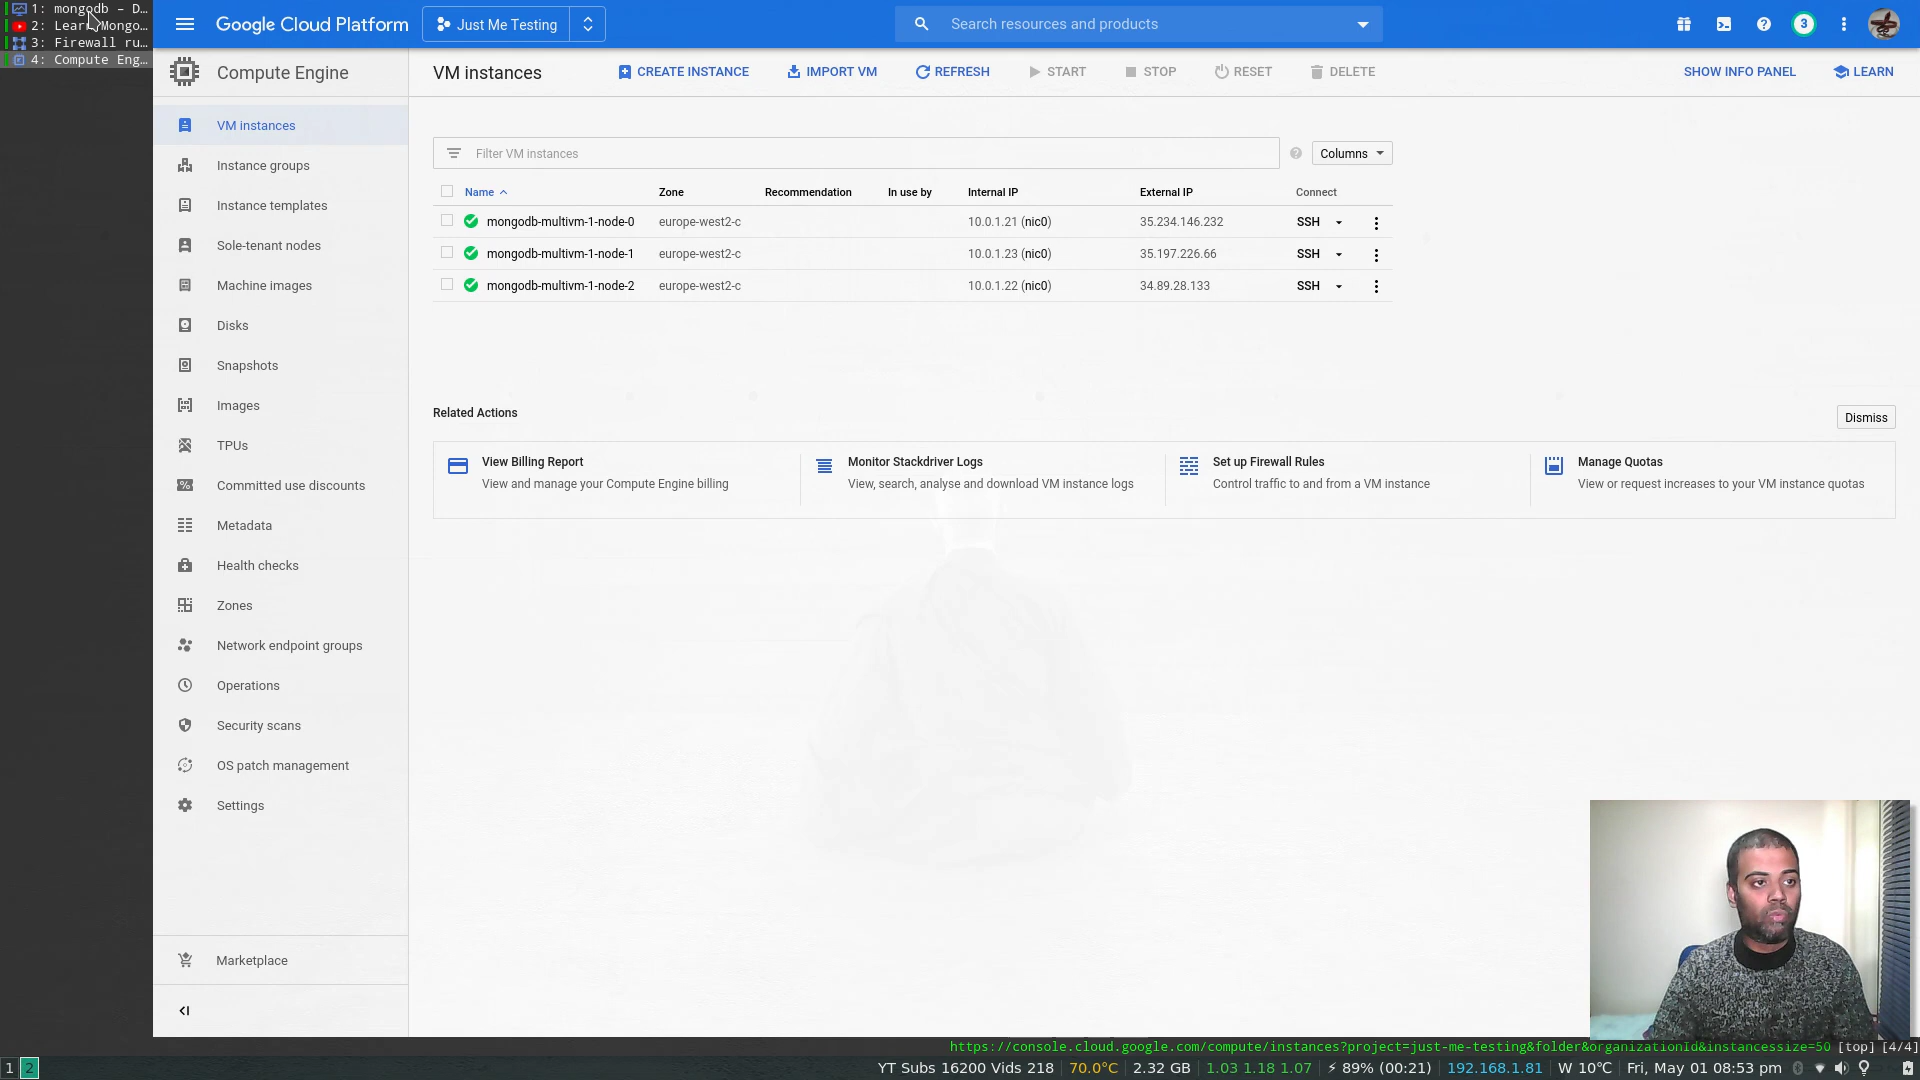 1: mongodb – D…
2: Learn Mongo…
3: Firewall ru…
4: Compute Eng…
Google Cloud Platform
Just Me Testing
Search resources and products
3
Compute Engine
VM instances
CREATE INSTANCE
IMPORT VM
REFRESH
START
STOP
RESET
DELETE
SHOW INFO PANEL
LEARN
VM instances
Instance groups
Instance templates
Sole-tenant nodes
Machine images
Disks
Snapshots
Images
TPUs
Committed use discounts
Metadata
Health checks
Zones
Network endpoint groups
Operations
Security scans
OS patch management
Settings
Marketplace
Filter VM instances
Columns
Name Zone Recommendation In use by Internal IP External IP Connect
mongodb-multivm-1-node-0 europe-west2-c 10.0.1.21 (nic0) 35.234.146.232 SSH
mongodb-multivm-1-node-1 europe-west2-c 10.0.1.23 (nic0) 35.197.226.66 SSH
mongodb-multivm-1-node-2 europe-west2-c 10.0.1.22 (nic0) 34.89.28.133 SSH
Related Actions
Dismiss
View Billing Report
View and manage your Compute Engine billing
Monitor Stackdriver Logs
View, search, analyse and download VM instance logs
Set up Firewall Rules
Control traffic to and from a VM instance
Manage Quotas
View or request increases to your VM instance quotas
https://console.cloud.google.com/compute/instances?project=just-me-testing&folder&organizationId&instancessize=50 [top] [4/4]
1 2
YT Subs 16200 Vids 218 70.0°C 2.32 GB 1.03 1.18 1.07 ⚡ 89% (00:21) 192.168.1.81 W 10°C Fri, May 01 08:53 pm